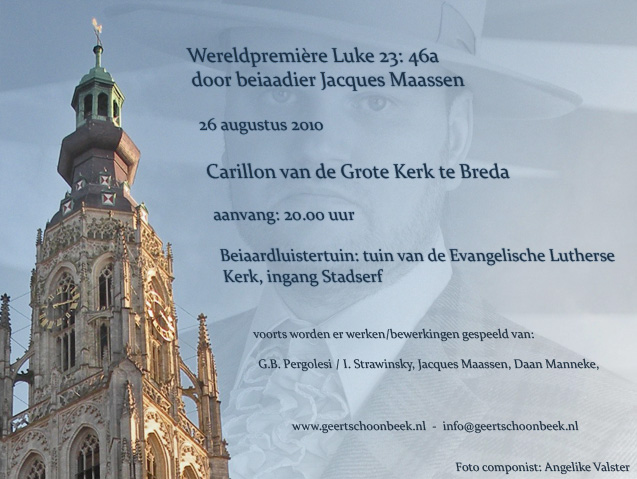 Wereldpremière Luke 23: 46a
door beiaadier Jacques Maassen
26 augustus 2010
Carillon van de Grote Kerk te Breda
aanvang: 20.00 uur
Beiaardluistertuin: tuin van de Evangelische Lutherse
Kerk, ingang Stadserf
voorts worden er werken/bewerkingen gespeeld van:
G.B. Pergolesi / I. Strawinsky, Jacques Maassen, Daan Manneke,
www.geertschoonbeek.nl - info@geertschoonbeek.nl
Foto componist: Angelike Valster